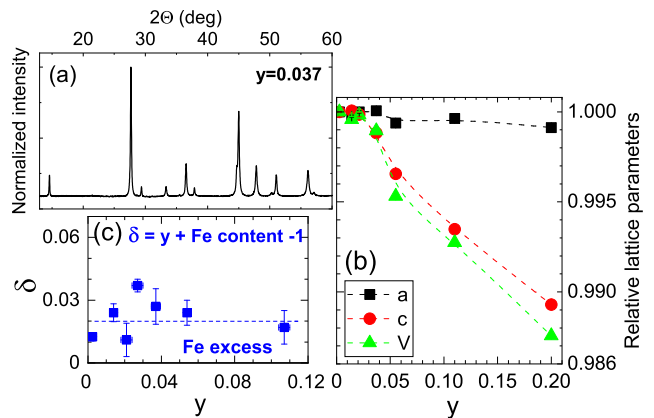 2Θ (deg)
20 30 40 50 60
(a)
y=0.037
Normalized intensity
1.000
0.995
0.990
0.986
Relative lattice parameters
(b)
a
c
V
0.00 0.05 0.10 0.15 0.20
y
0.06
0.03
0
δ
(c)
δ = y + Fe content -1
Fe excess
0 0.04 0.08 0.12
y